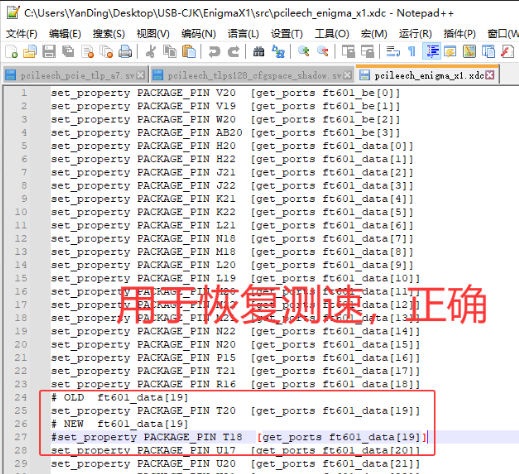 C:\Users\YanDing\Desktop\USB-CJK\EnigmaX1\src\pcileech_enigma_x1.xdc - Notepad++
文件(F) 编辑(E) 搜索(S) 视图(V) 编码(N) 语言(L) 设置(T) 工具(O) 宏(M) 运行(R) 插件(P) 窗口(W
pcileech_pcie_tlp_a7.sv pcileech_tlps128_cfgspace_shadow.sv pcileech_enigma_x1.xdc
1 set_property PACKAGE_PIN V20 [get_ports ft601_be[0]]
2 set_property PACKAGE_PIN V19 [get_ports ft601_be[1]]
3 set_property PACKAGE_PIN W20 [get_ports ft601_be[2]]
4 set_property PACKAGE_PIN AB20 [get_ports ft601_be[3]]
5 set_property PACKAGE_PIN H20 [get_ports ft601_data[0]]
6 set_property PACKAGE_PIN H22 [get_ports ft601_data[1]]
7 set_property PACKAGE_PIN J21 [get_ports ft601_data[2]]
8 set_property PACKAGE_PIN J22 [get_ports ft601_data[3]]
9 set_property PACKAGE_PIN K21 [get_ports ft601_data[4]]
10 set_property PACKAGE_PIN K22 [get_ports ft601_data[5]]
11 set_property PACKAGE_PIN L21 [get_ports ft601_data[6]]
12 set_property PACKAGE_PIN N18 [get_ports ft601_data[7]]
13 set_property PACKAGE_PIN M18 [get_ports ft601_data[8]]
14 set_property PACKAGE_PIN L20 [get_ports ft601_data[9]]
15 set_property PACKAGE_PIN L19 [get_ports ft601_data[10]]
16 set_property PACKAGE_PIN [get_ports ft601_data[11]]
用于恢复测速，正确
17 set_property PACKAGE_PIN [get_ports ft601_data[12]]
18 set_property PACKAGE_PIN [get_ports ft601_data[13]]
19 set_property PACKAGE_PIN N22 [get_ports ft601_data[14]]
20 set_property PACKAGE_PIN N20 [get_ports ft601_data[15]]
21 set_property PACKAGE_PIN P15 [get_ports ft601_data[16]]
22 set_property PACKAGE_PIN T21 [get_ports ft601_data[17]]
23 set_property PACKAGE_PIN R16 [get_ports ft601_data[18]]
24 # OLD ft601_data[19]
25 set_property PACKAGE_PIN T20 [get_ports ft601_data[19]]
26 # NEW ft601_data[19]
27 #set_property PACKAGE_PIN T18 [get_ports ft601_data[19]]
28 set_property PACKAGE_PIN U17 [get_ports ft601_data[20]]
29 set_property PACKAGE_PIN U20 [get_ports ft601_data[21]]